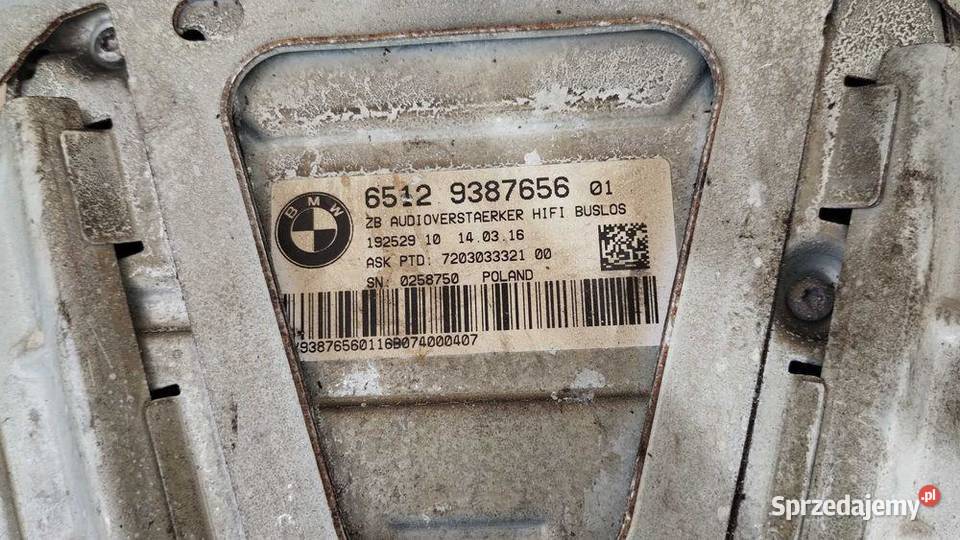 BMW
6512 9387656 01
ZB AUDIOVERSTAERKER HIFI BUSLOS
192529 10 14.03.16
ASK PTD: 7203033321 00
SN: 0258750 POLAND
93876560116B074000407
Sprzedajemy.pl